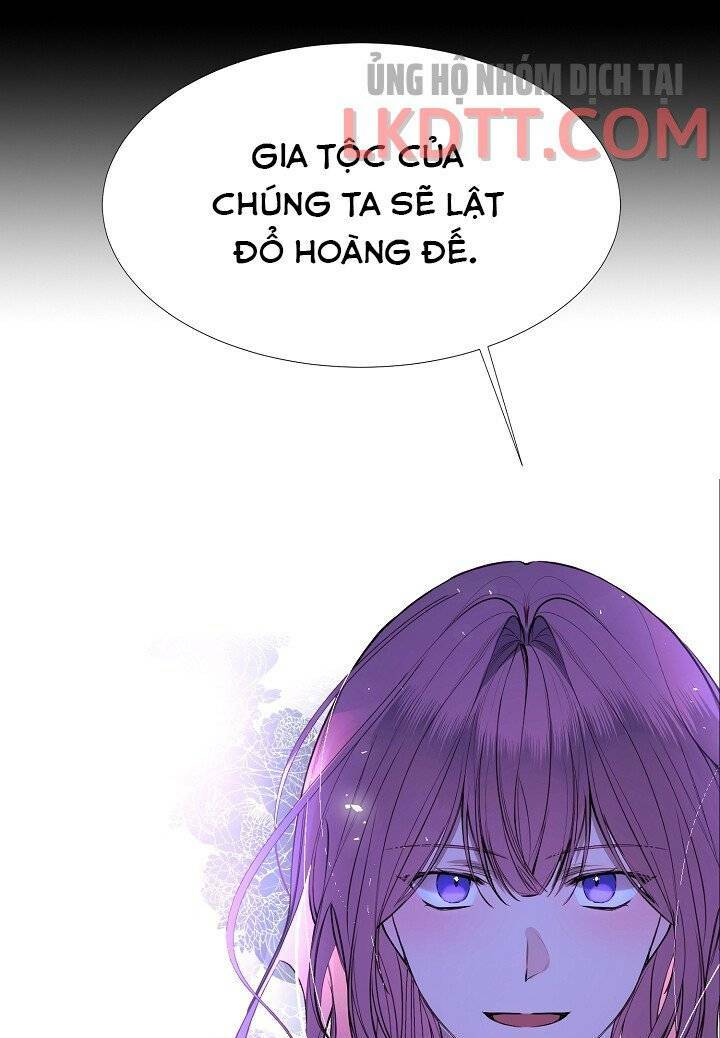 ỦNG HỘ NHÓM DỊCH TẠI
LKDTT.COM
GIA TỘC CỦA
CHÚNG TA SẼ LẬT
ĐỔ HOÀNG ĐẾ.